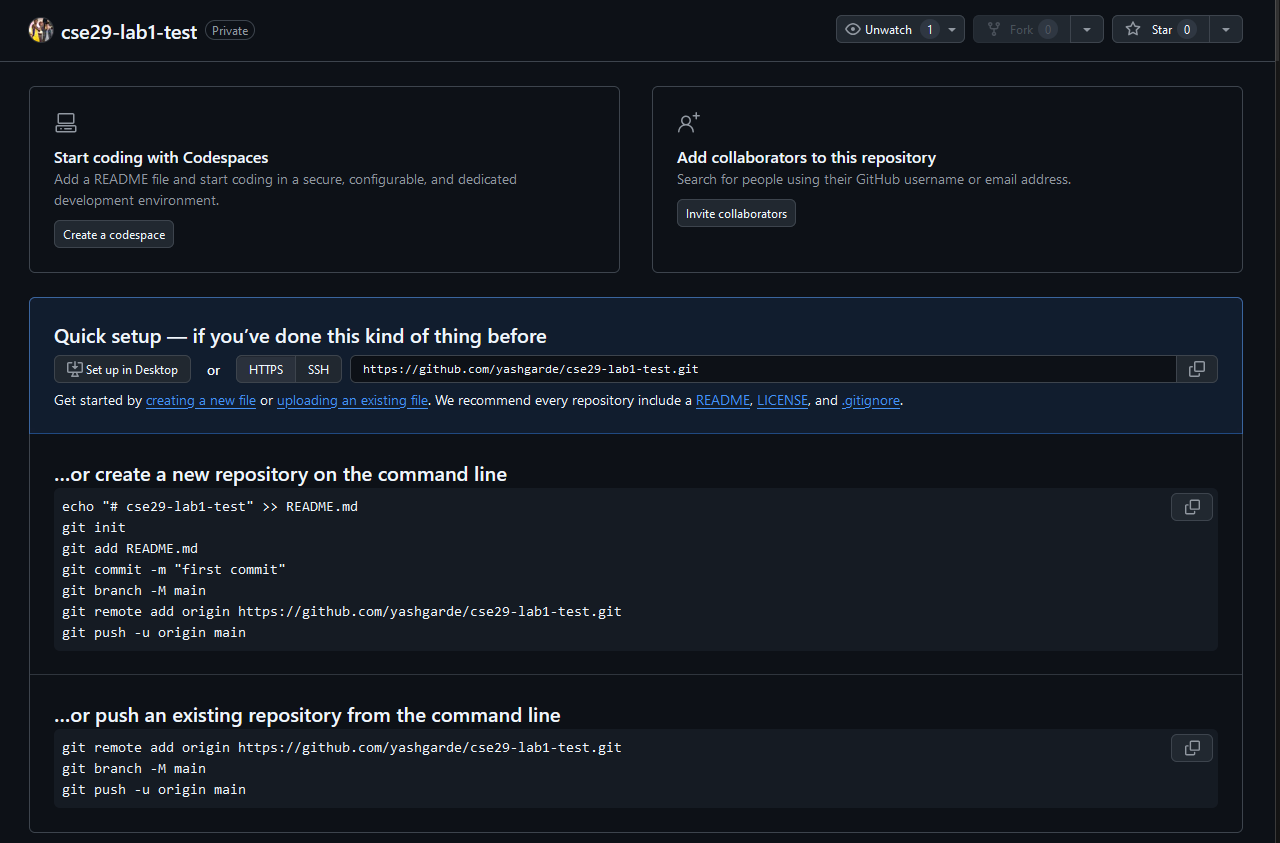 cse29-lab1-test Private
Unwatch 1
Fork 0
Star 0
Start coding with Codespaces
Add a README file and start coding in a secure, configurable, and dedicated
development environment.
Create a codespace
Add collaborators to this repository
Search for people using their GitHub username or email address.
Invite collaborators
Quick setup — if you’ve done this kind of thing before
Set up in Desktop or HTTPS SSH https://github.com/yashgarde/cse29-lab1-test.git
Get started by creating a new file or uploading an existing file. We recommend every repository include a README, LICENSE, and .gitignore.
…or create a new repository on the command line
echo "# cse29-lab1-test" >> README.md
git init
git add README.md
git commit -m "first commit"
git branch -M main
git remote add origin https://github.com/yashgarde/cse29-lab1-test.git
git push -u origin main
…or push an existing repository from the command line
git remote add origin https://github.com/yashgarde/cse29-lab1-test.git
git branch -M main
git push -u origin main